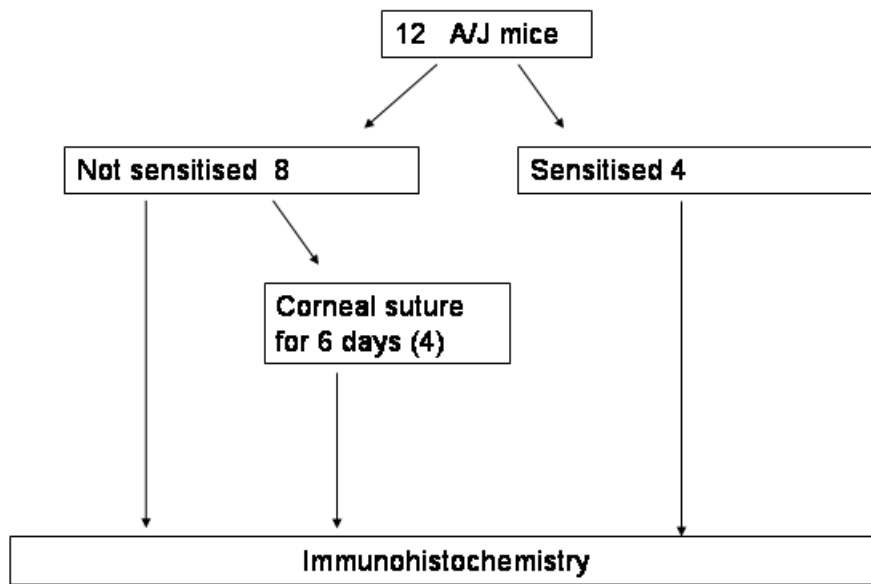 12 A/J mice
Not sensitised 8
Sensitised 4
Corneal suture
for 6 days (4)
Immunohistochemistry